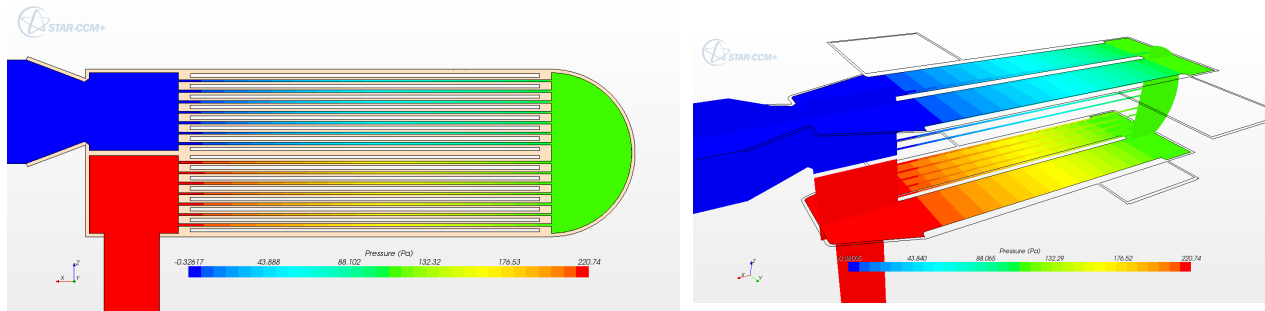 STAR-CCM+
Pressure (Pa)
-0.32617 43.888 88.102 132.32 176.53 220.74
Z
X Y
STAR-CCM+
Pressure (Pa)
43.840 88.065 132.29 176.52 220.74
Z
X Y